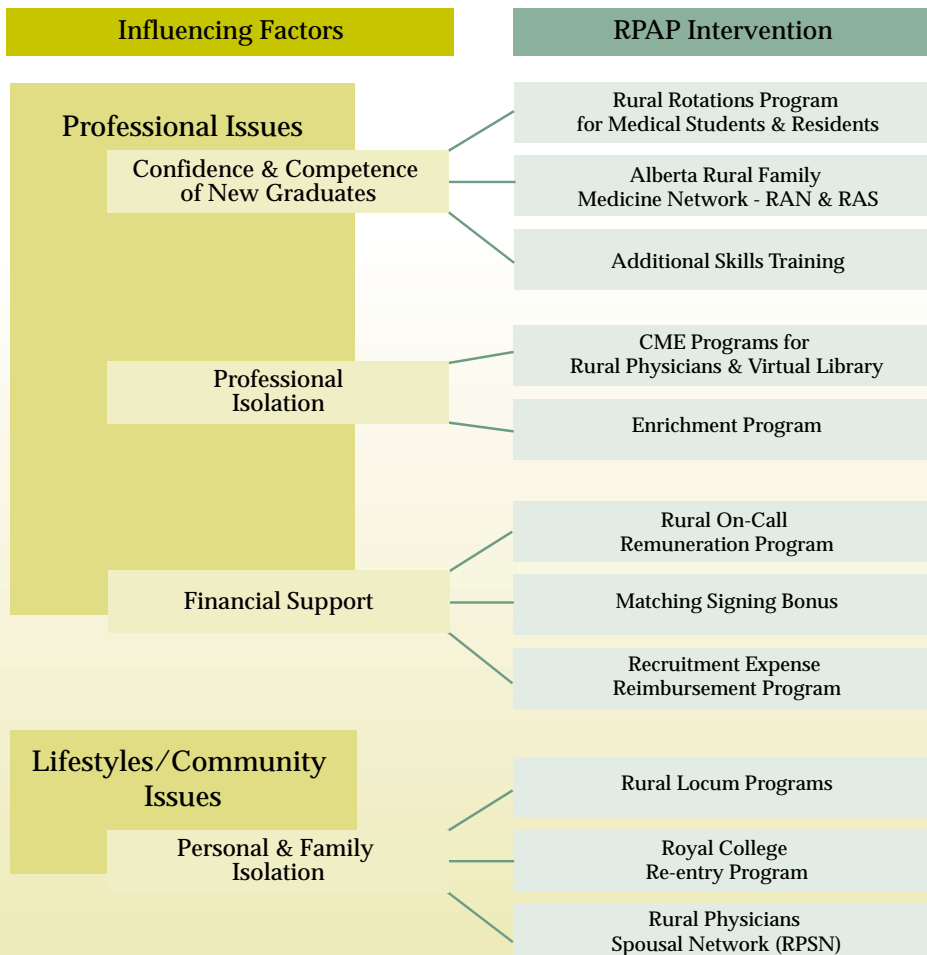 Influencing Factors
RPAP Intervention
Professional Issues
Confidence & Competence
of New Graduates
Rural Rotations Program
for Medical Students & Residents
Alberta Rural Family
Medicine Network - RAN & RAS
Additional Skills Training
Professional
Isolation
CME Programs for
Rural Physicians & Virtual Library
Enrichment Program
Financial Support
Rural On-Call
Remuneration Program
Matching Signing Bonus
Recruitment Expense
Reimbursement Program
Lifestyles/Community
Issues
Personal & Family
Isolation
Rural Locum Programs
Royal College
Re-entry Program
Rural Physicians
Spousal Network (RPSN)